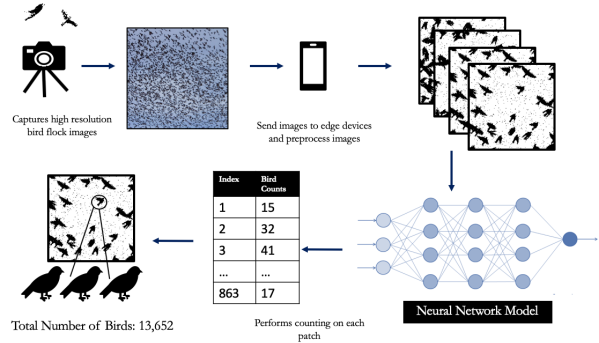 Captures high resolution
bird flock images
Send images to edge devices
and preprocess images
Index Bird
Counts
1 15
2 32
3 41
... ...
863 17
Neural Network Model
Performs counting on each
patch
Total Number of Birds: 13,652